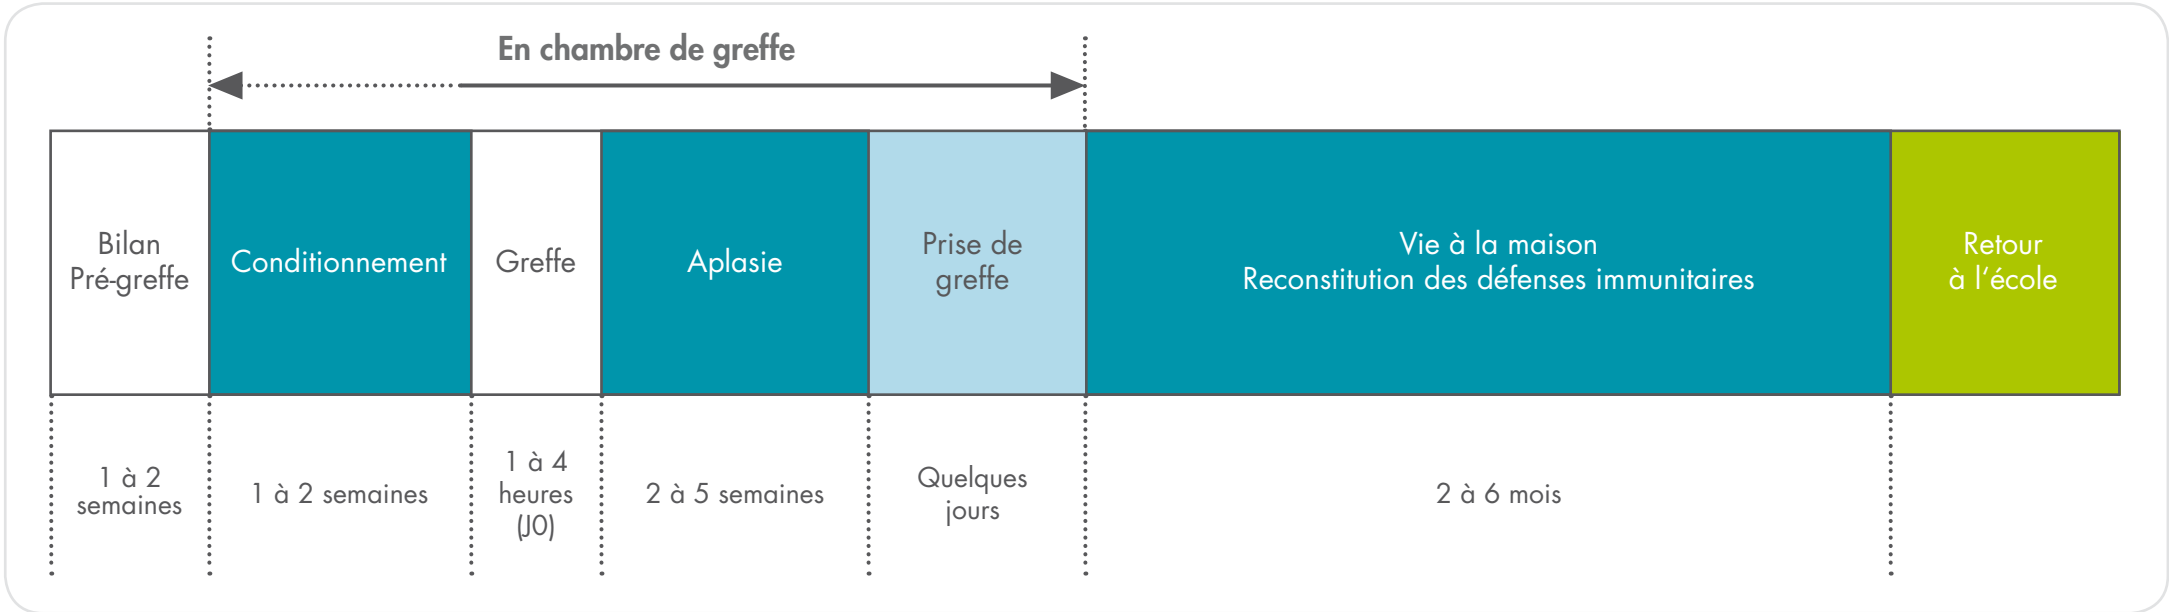 En chambre de greffe
Bilan
Pré-greffe
Conditionnement
Greffe
Aplasie
Prise de
greffe
Vie à la maison
Reconstitution des défenses immunitaires
Retour
à l'école
1 à 2
semaines
1 à 2 semaines
1 à 4
heures
(J0)
2 à 5 semaines
Quelques
jours
2 à 6 mois